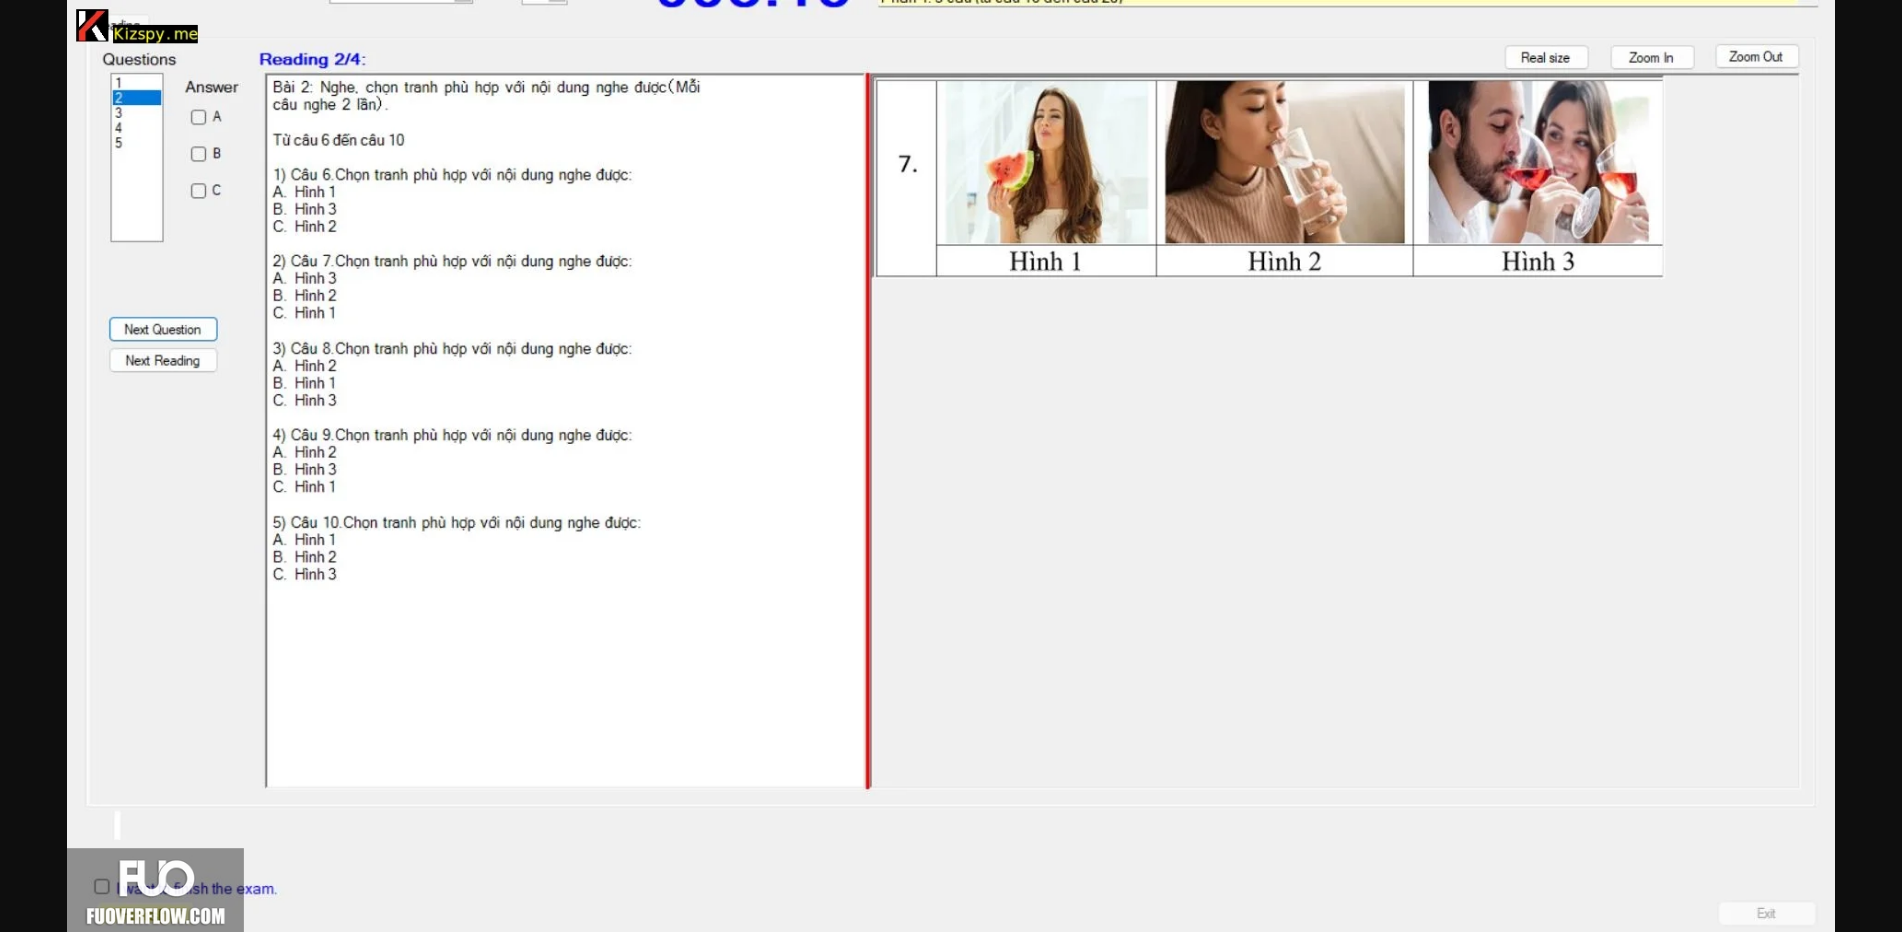 Kizspy.me
Questions
Reading 2/4:
Real size
Zoom In
Zoom Out
1
2
3
4
5
Answer
A
B
C
Next Question
Next Reading
Bài 2: Nghe, chọn tranh phù hợp với nội dung nghe được(Mỗi
câu nghe 2 lần).
Từ câu 6 đến câu 10
1) Câu 6.Chọn tranh phù hợp với nội dung nghe được:
A. Hình 1
B. Hình 3
C. Hình 2
2) Câu 7.Chọn tranh phù hợp với nội dung nghe được:
A. Hình 3
B. Hình 2
C. Hình 1
3) Câu 8.Chọn tranh phù hợp với nội dung nghe được:
A. Hình 2
B. Hình 1
C. Hình 3
4) Câu 9.Chọn tranh phù hợp với nội dung nghe được:
A. Hình 2
B. Hình 3
C. Hình 1
5) Câu 10.Chọn tranh phù hợp với nội dung nghe được:
A. Hình 1
B. Hình 2
C. Hình 3
7.
Hình 1
Hình 2
Hình 3
FUO
the exam.
FUOVERFLOW.COM
Exit